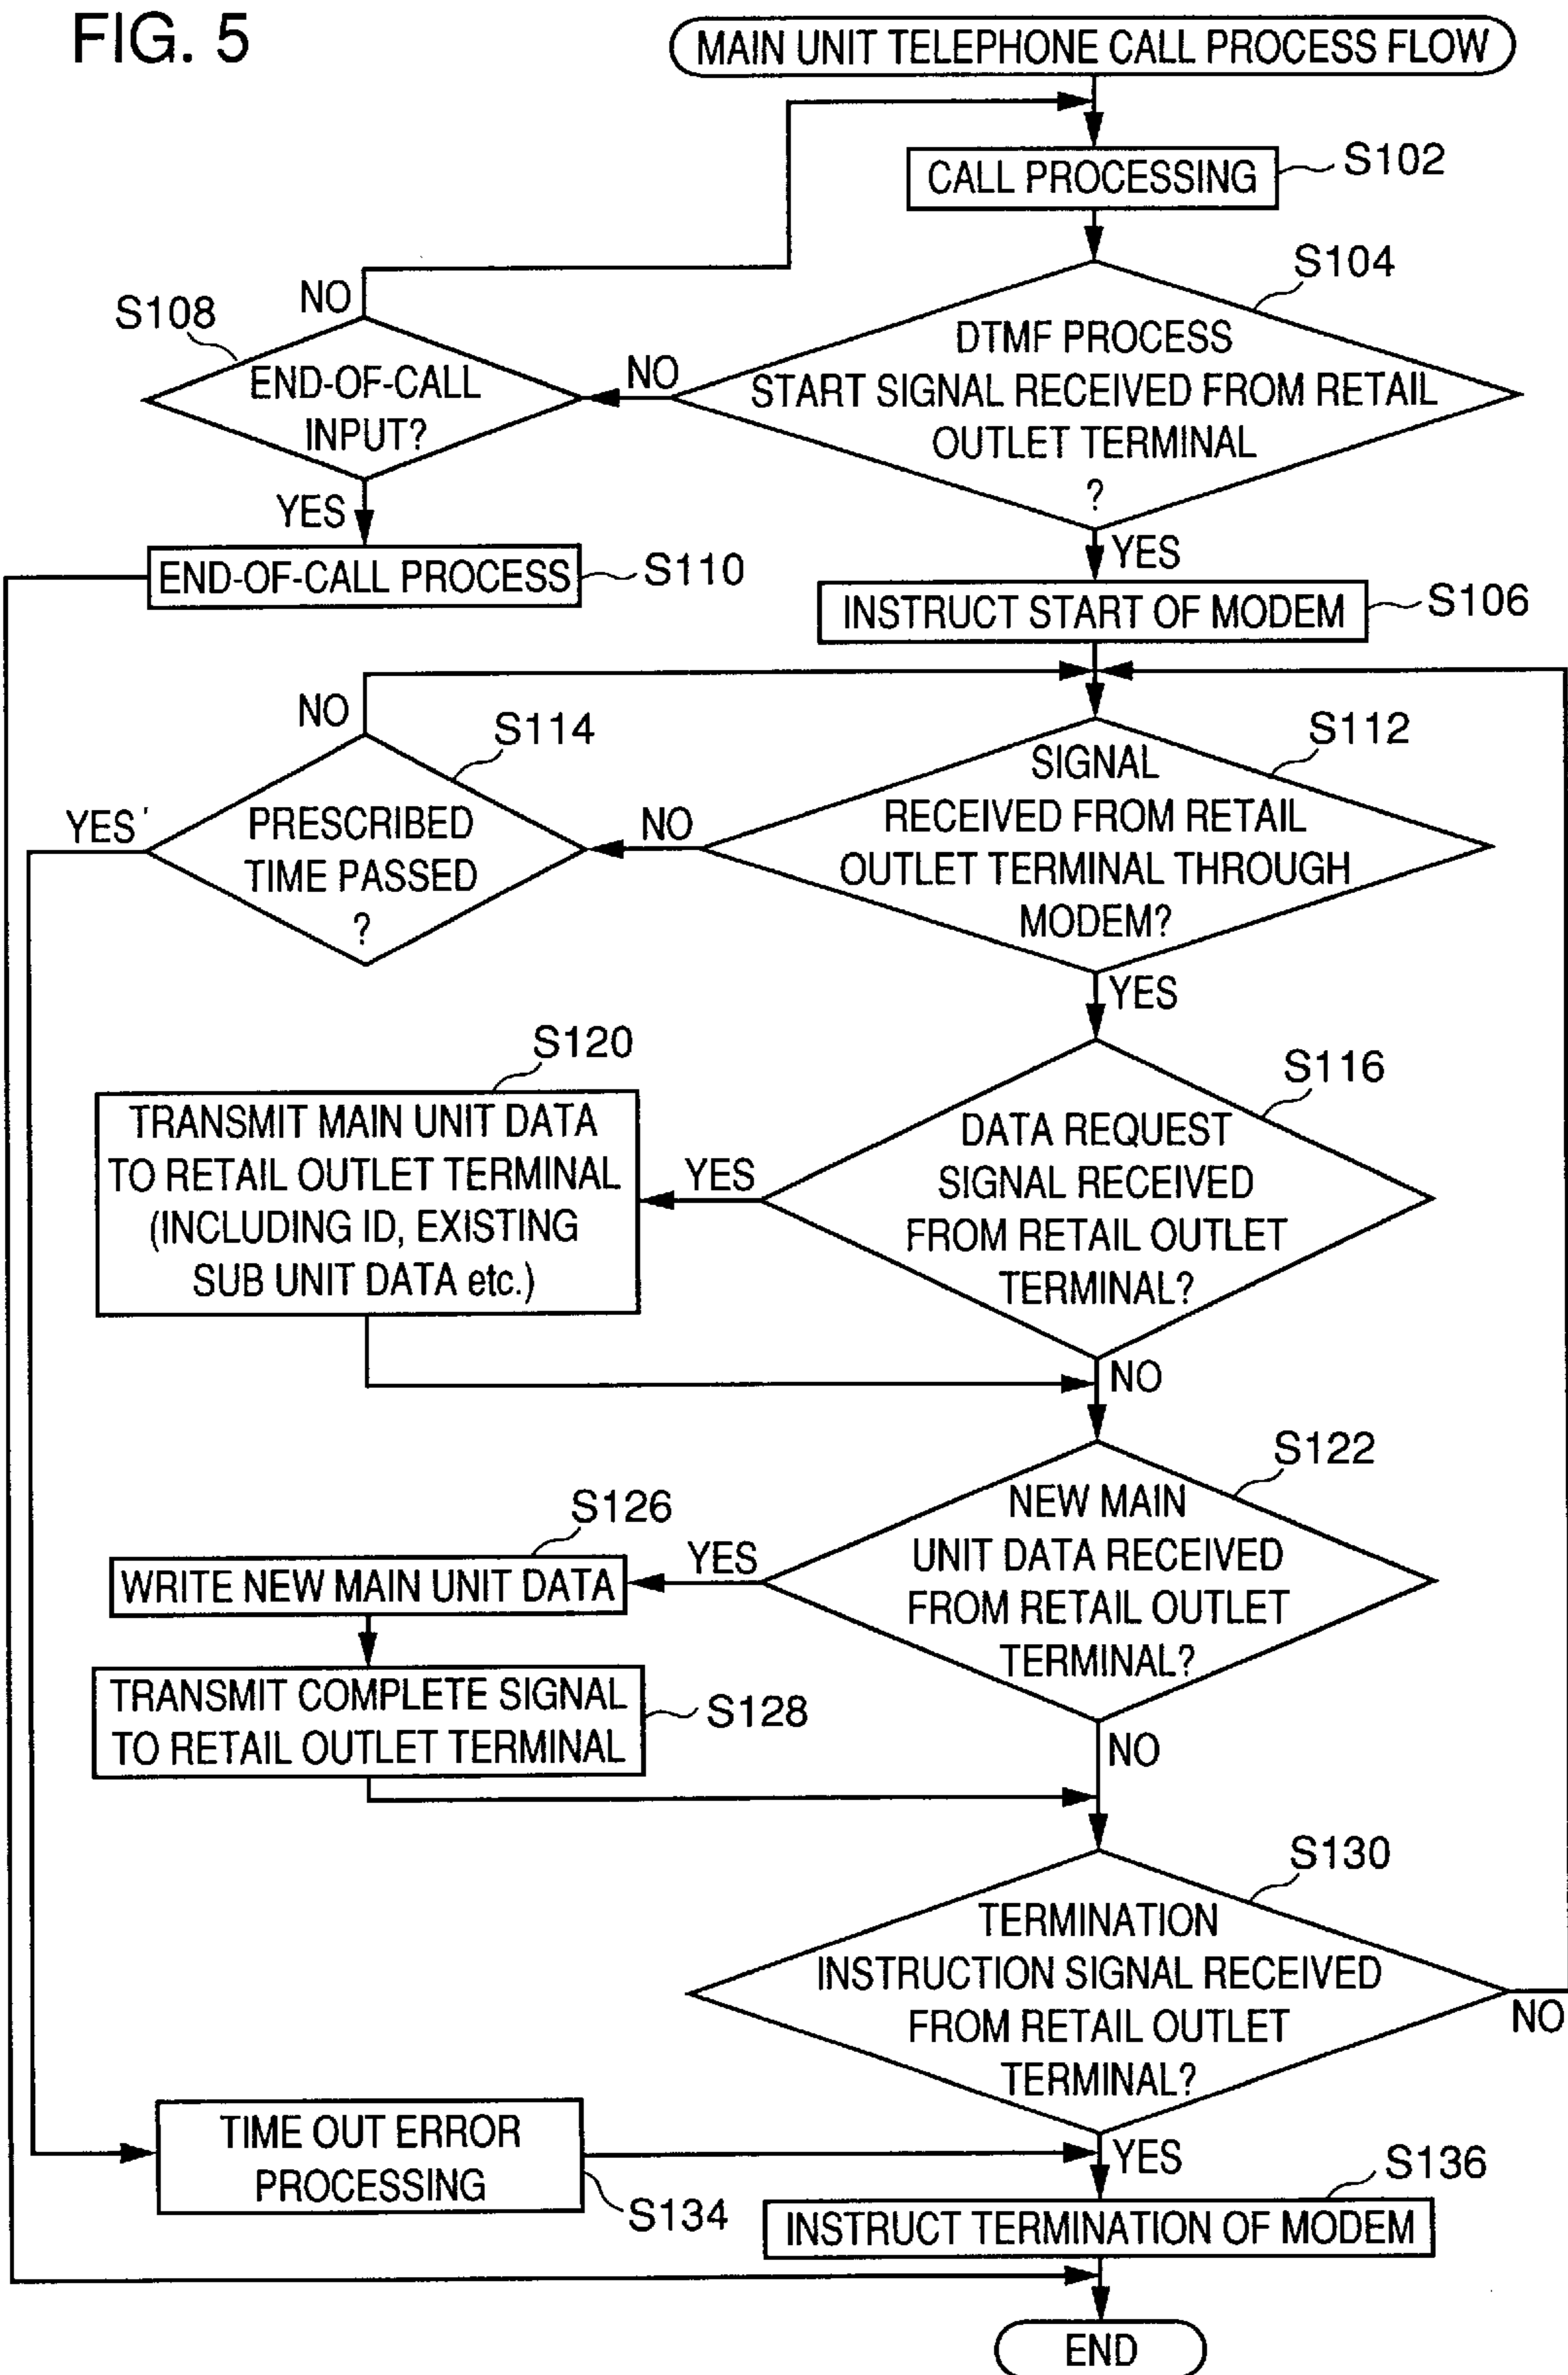 FIG. 5
MAIN UNIT TELEPHONE CALL PROCESS FLOW
CALL PROCESSING
S102
S104
DTMF PROCESS
START SIGNAL RECEIVED FROM RETAIL
OUTLET TERMINAL
?
NO
S108
END-OF-CALL
INPUT?
NO
YES
END-OF-CALL PROCESS
S110
YES
INSTRUCT START OF MODEM
S106
S112
SIGNAL
RECEIVED FROM RETAIL
OUTLET TERMINAL THROUGH
MODEM?
NO
S114
NO
YES'
PRESCRIBED
TIME PASSED
?
YES
S116
DATA REQUEST
SIGNAL RECEIVED
FROM RETAIL OUTLET
TERMINAL?
YES
S120
TRANSMIT MAIN UNIT DATA
TO RETAIL OUTLET TERMINAL
(INCLUDING ID, EXISTING
SUB UNIT DATA etc.)
NO
S122
NEW MAIN
UNIT DATA RECEIVED
FROM RETAIL OUTLET
TERMINAL?
YES
S126
WRITE NEW MAIN UNIT DATA
TRANSMIT COMPLETE SIGNAL
TO RETAIL OUTLET TERMINAL
S128
NO
S130
TERMINATION
INSTRUCTION SIGNAL RECEIVED
FROM RETAIL OUTLET
TERMINAL?
NO
TIME OUT ERROR
PROCESSING
S134
YES
S136
INSTRUCT TERMINATION OF MODEM
END